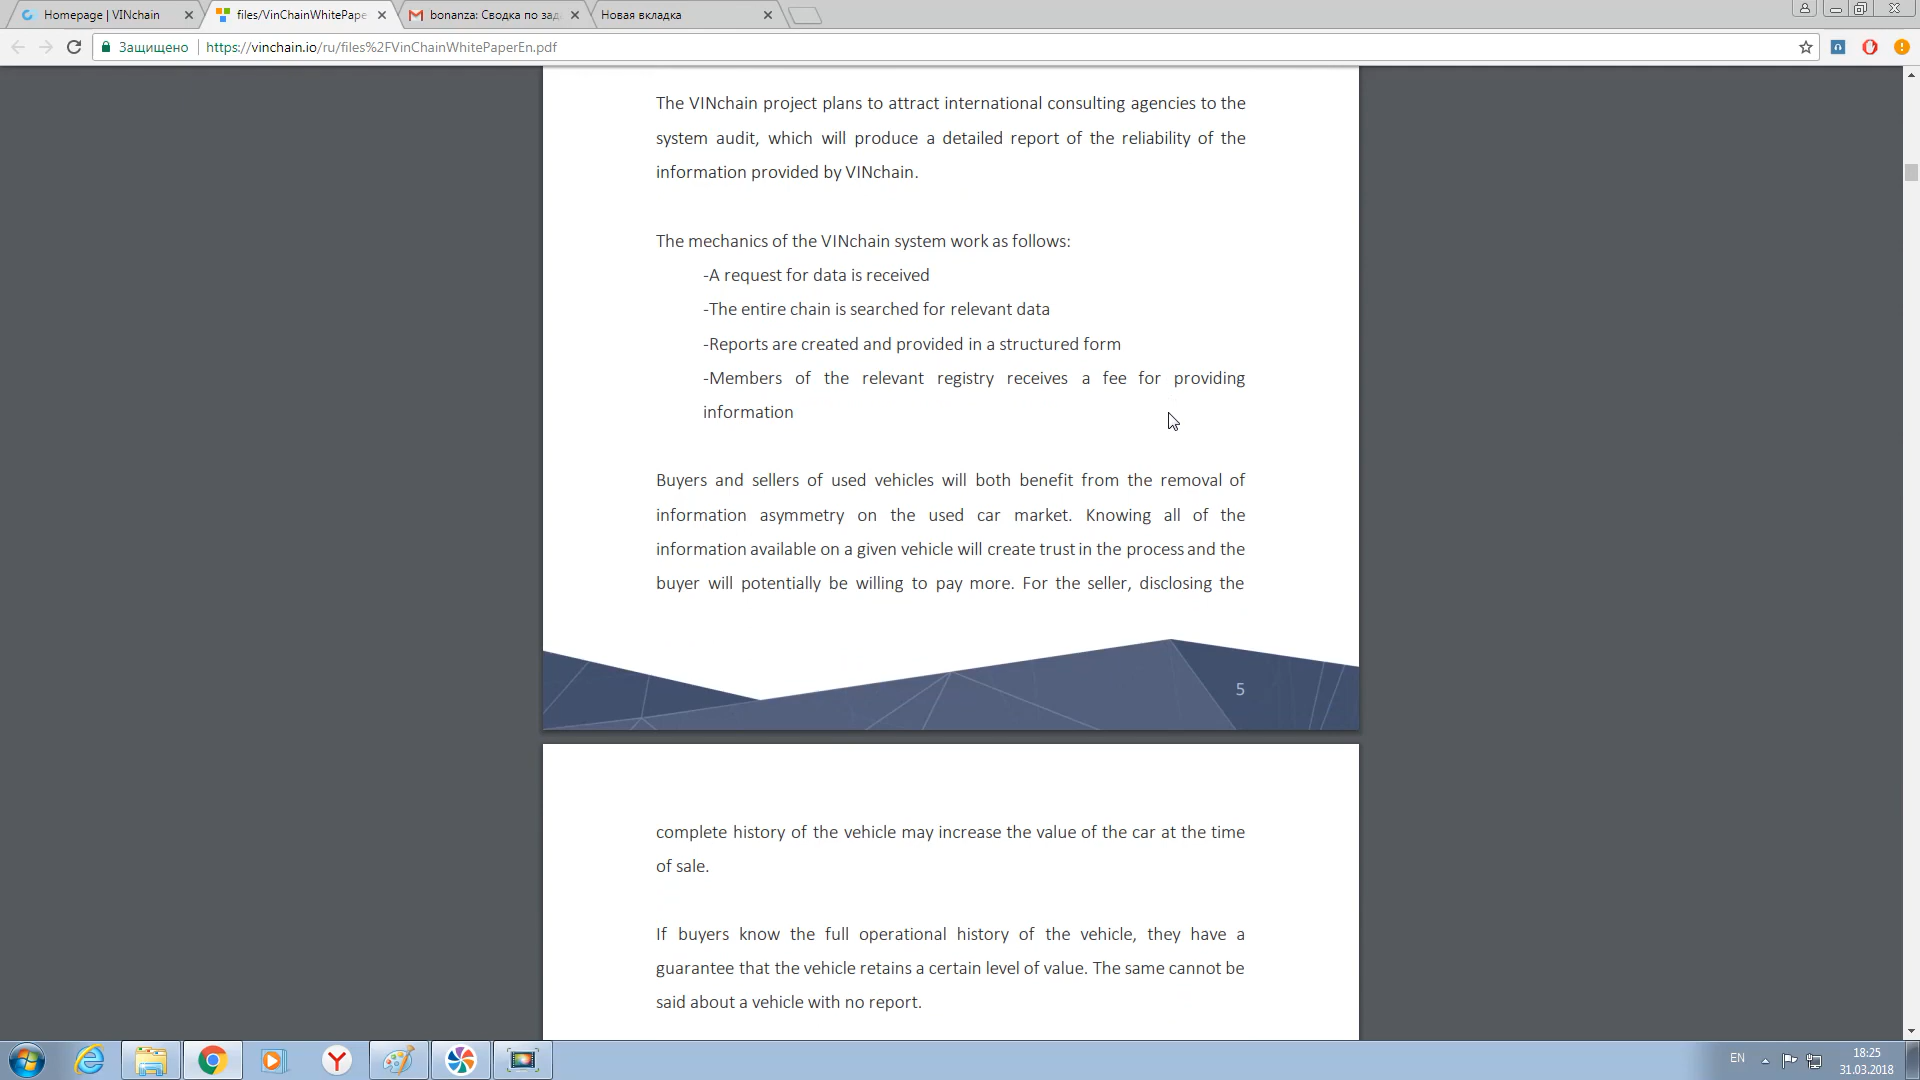 Homepage | VINchain
files/VinChainWhitePape
bonanza: Сводка по зад
Новая вкладка
Защищено
https://vinchain.io/ru/files%2FVinChainWhitePaperEn.pdf
The VINchain project plans to attract international consulting agencies to the
system audit, which will produce a detailed report of the reliability of the
information provided by VINchain.
The mechanics of the VINchain system work as follows:
-A request for data is received
-The entire chain is searched for relevant data
-Reports are created and provided in a structured form
-Members of the relevant registry receives a fee for providing
information
Buyers and sellers of used vehicles will both benefit from the removal of
information asymmetry on the used car market. Knowing all of the
information available on a given vehicle will create trust in the process and the
buyer will potentially be willing to pay more. For the seller, disclosing the
5
complete history of the vehicle may increase the value of the car at the time
of sale.
If buyers know the full operational history of the vehicle, they have a
guarantee that the vehicle retains a certain level of value. The same cannot be
said about a vehicle with no report.
EN
18:25
31.03.2018